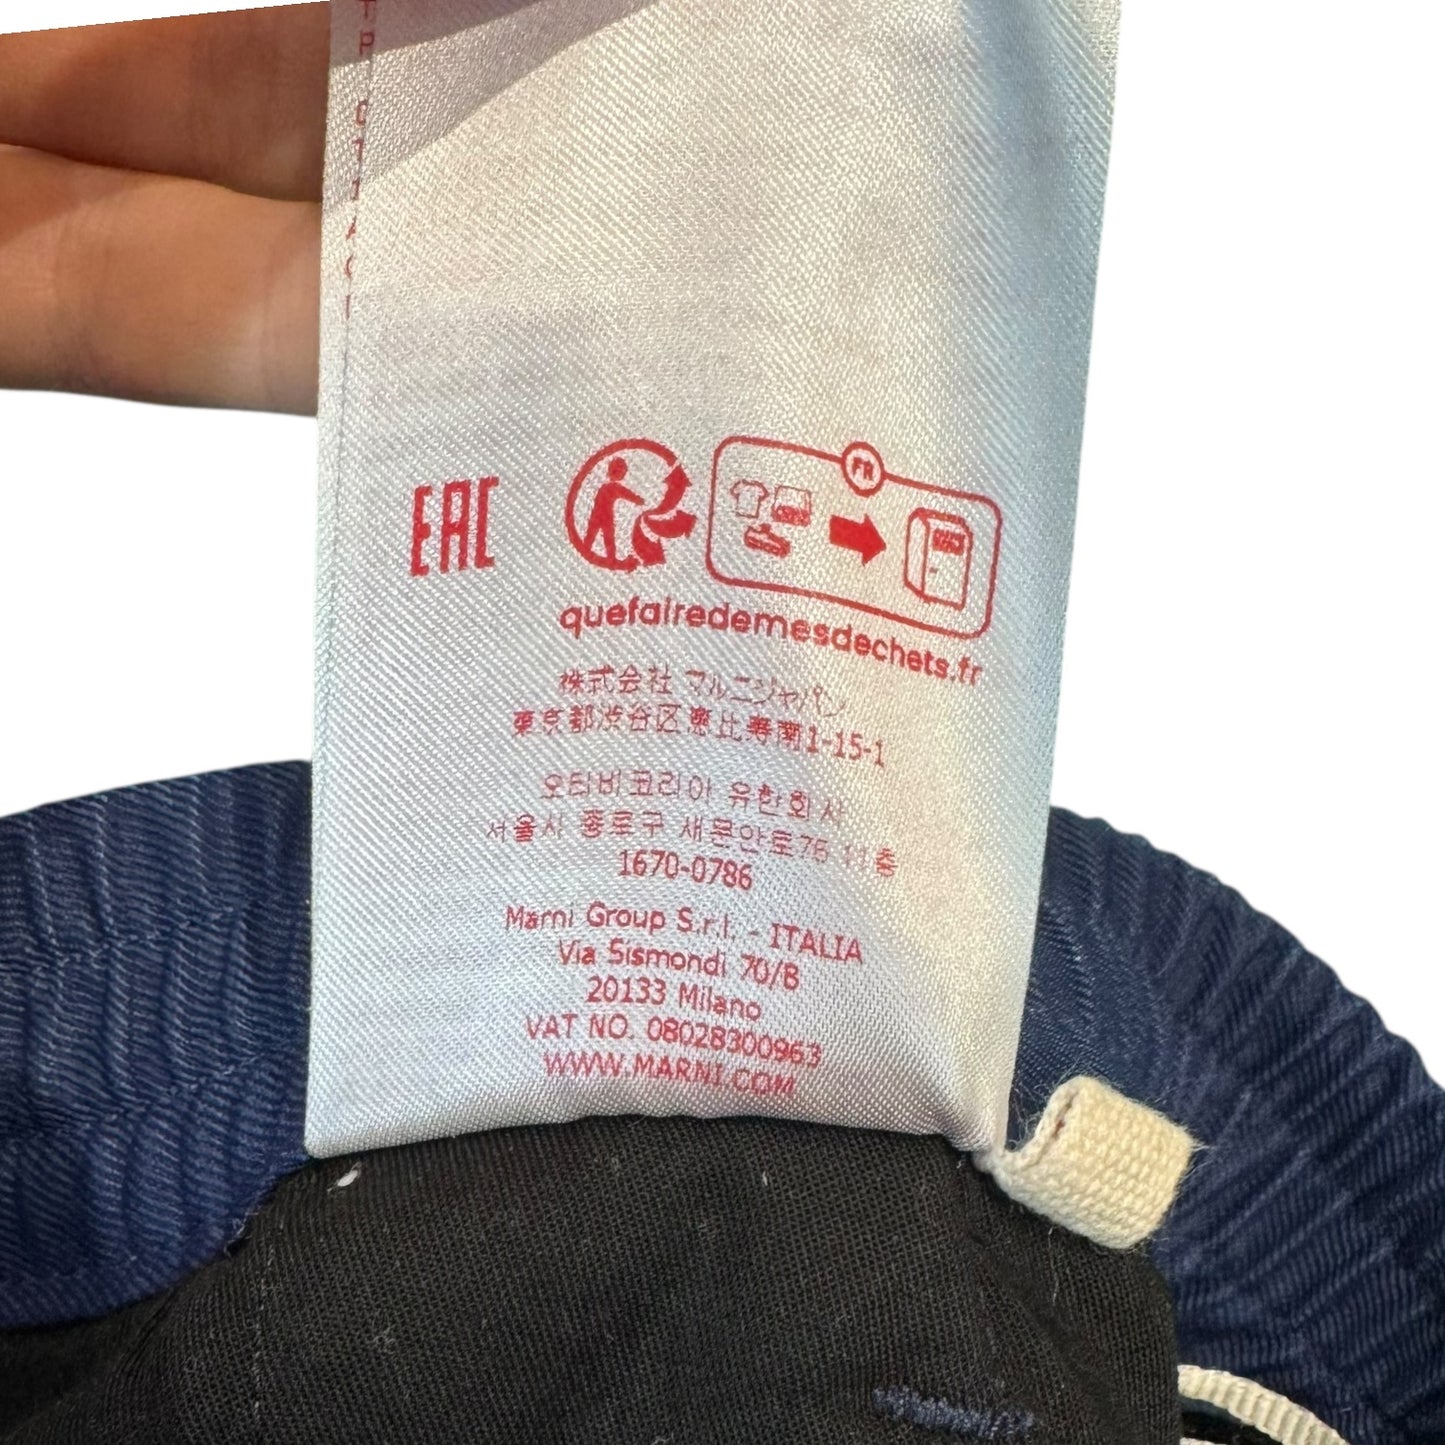 EAC
FR
quefairedemesdechets.fr
株式会社 マルニジャパン
東京都渋谷区恵比寿南1-15-1
오티비코리아 유한회사
서울시 종로구 새문안로76 11층
1670-0786
Marni Group S.r.l. - ITALIA
Via Sismondi 70/B
20133 Milano
VAT NO. 08028300963
WWW.MARNI.COM